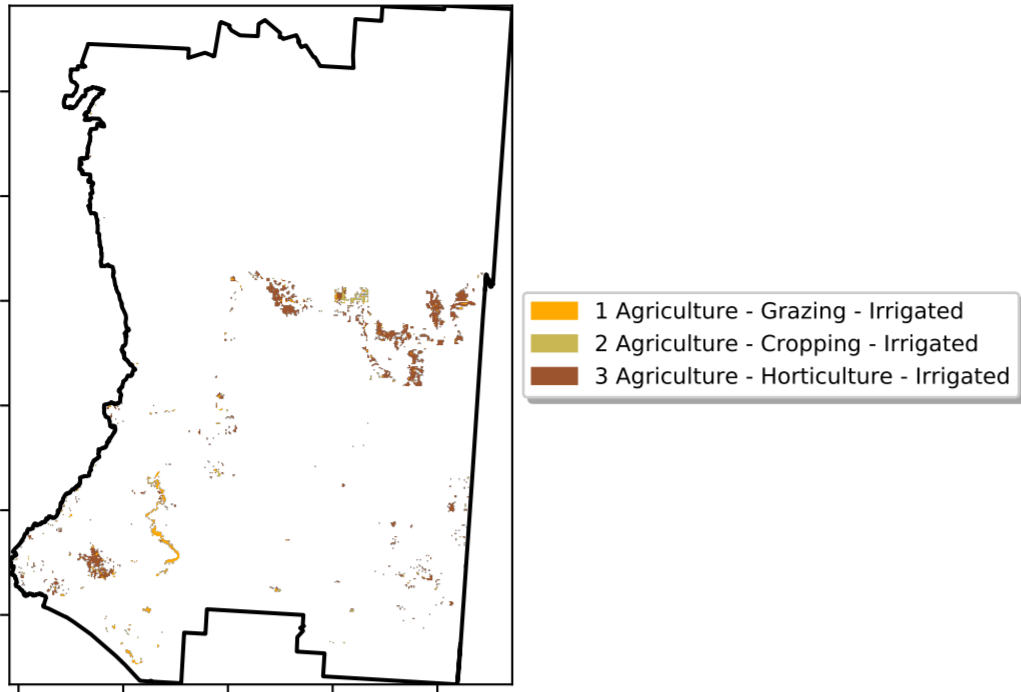 1 Agriculture - Grazing - Irrigated
2 Agriculture - Cropping - Irrigated
3 Agriculture - Horticulture - Irrigated